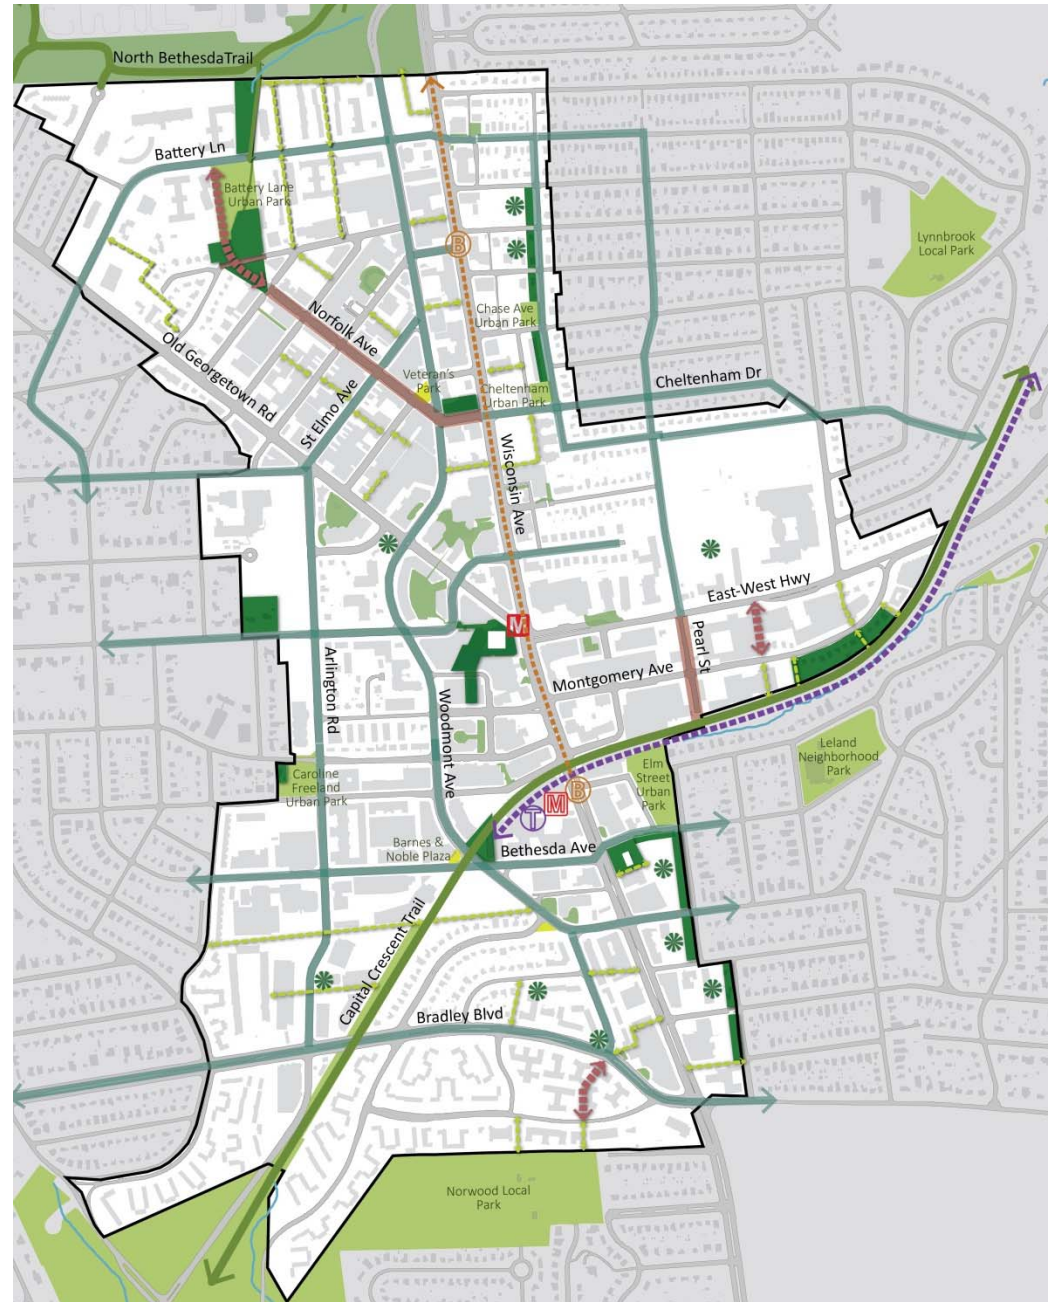 North BethesdaTrail
Battery Ln
Battery Lane
Urban Park
Lynnbrook
Local Park
B
Norfolk Ave
Chase Ave
Urban Park
Old Georgetown Rd
St Elmo Ave
Veteran's
Park
Cheltenham
Urban Park
Cheltenham Dr
Wisconsin Ave
East-West Hwy
M
Pearl St
Arlington Rd
Montgomery Ave
Woodmont Ave
Leland
Neighborhood
Park
Caroline
Freeland
Urban Park
Elm
Street
Urban
Park
B
M
T
Barnes &
Noble Plaza
Bethesda Ave
Capital Crescent Trail
Bradley Blvd
Norwood Local
Park